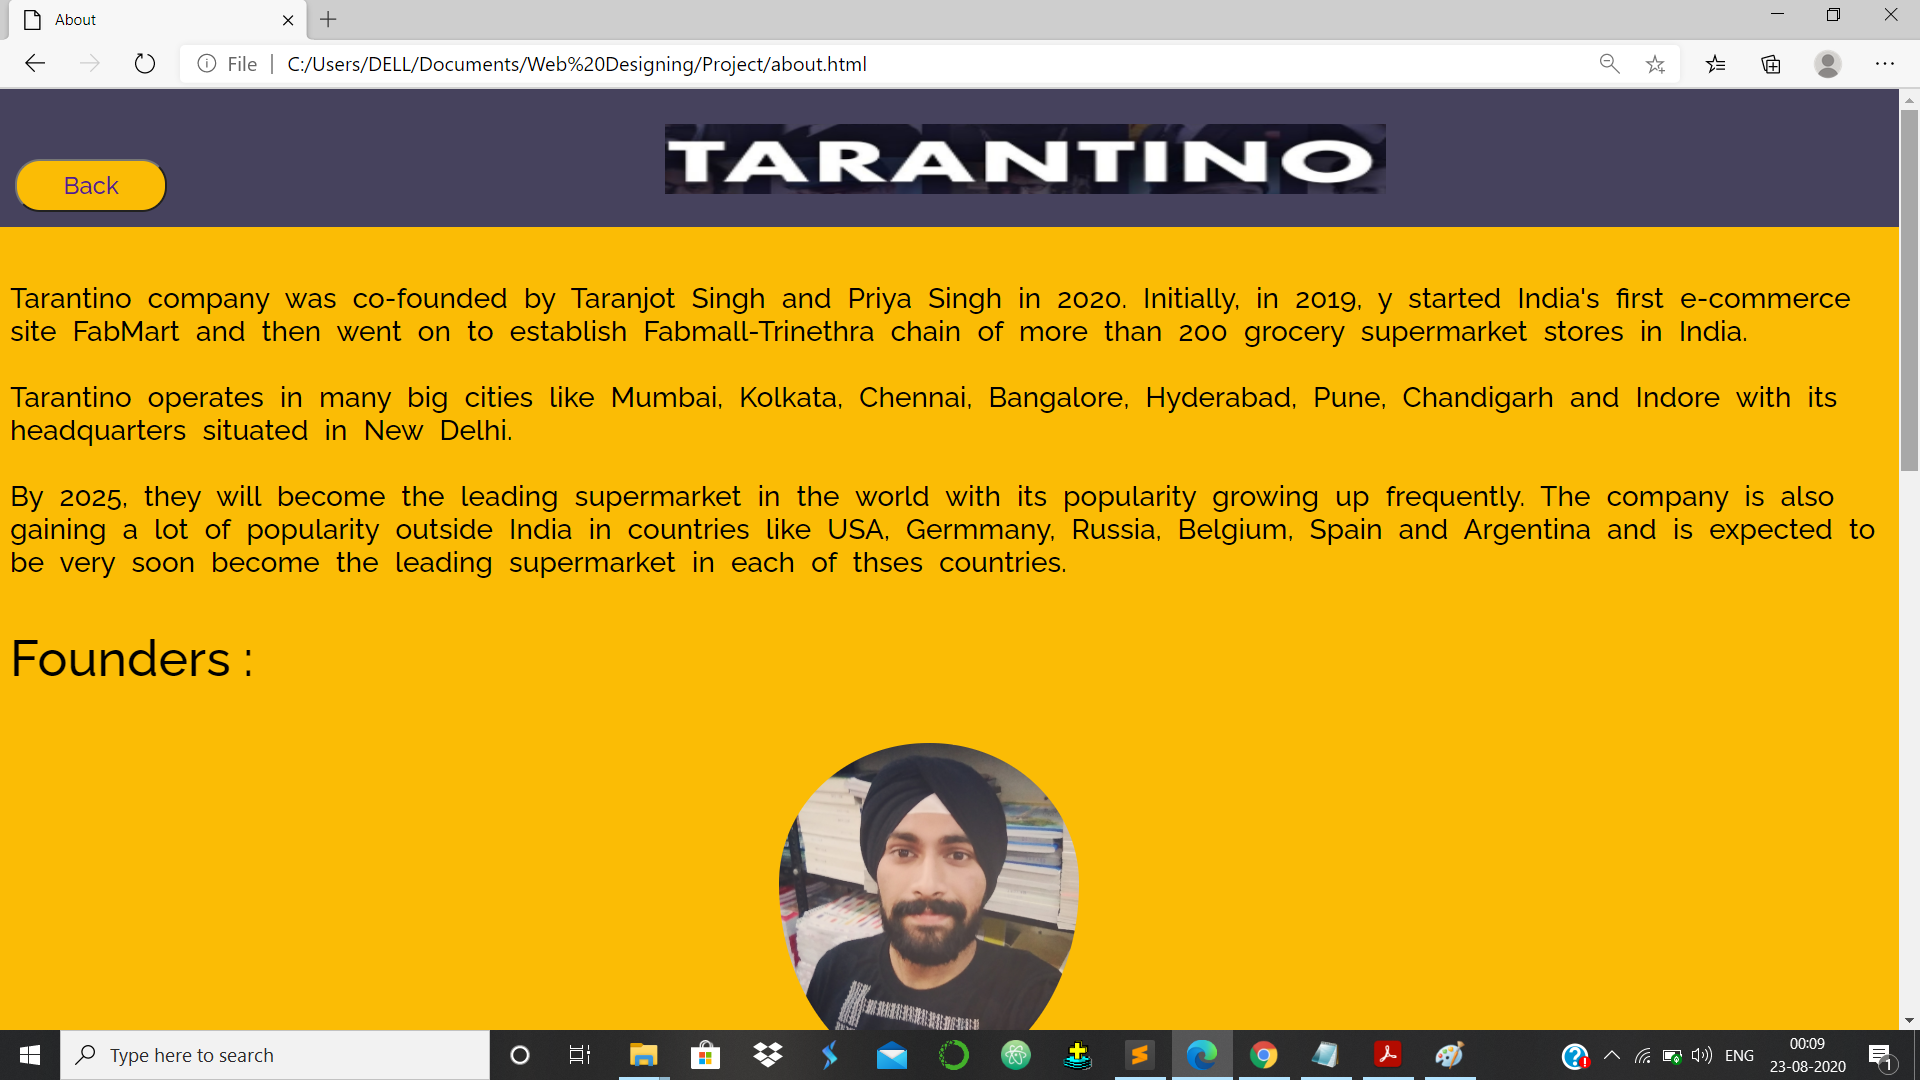 About
File
C:/Users/DELL/Documents/Web%20Designing/Project/about.html
TARANTINO
Back
Tarantino company was co-founded by Taranjot Singh and Priya Singh in 2020. Initially, in 2019, y started India's first e-commerce
site FabMart and then went on to establish Fabmall-Trinethra chain of more than 200 grocery supermarket stores in India.
Tarantino operates in many big cities like Mumbai, Kolkata, Chennai, Bangalore, Hyderabad, Pune, Chandigarh and Indore with its
headquarters situated in New Delhi.
By 2025, they will become the leading supermarket in the world with its popularity growing up frequently. The company is also
gaining a lot of popularity outside India in countries like USA, Germmany, Russia, Belgium, Spain and Argentina and is expected to
be very soon become the leading supermarket in each of thses countries.
Founders :
Type here to search
ENG
00:09
23-08-2020
1